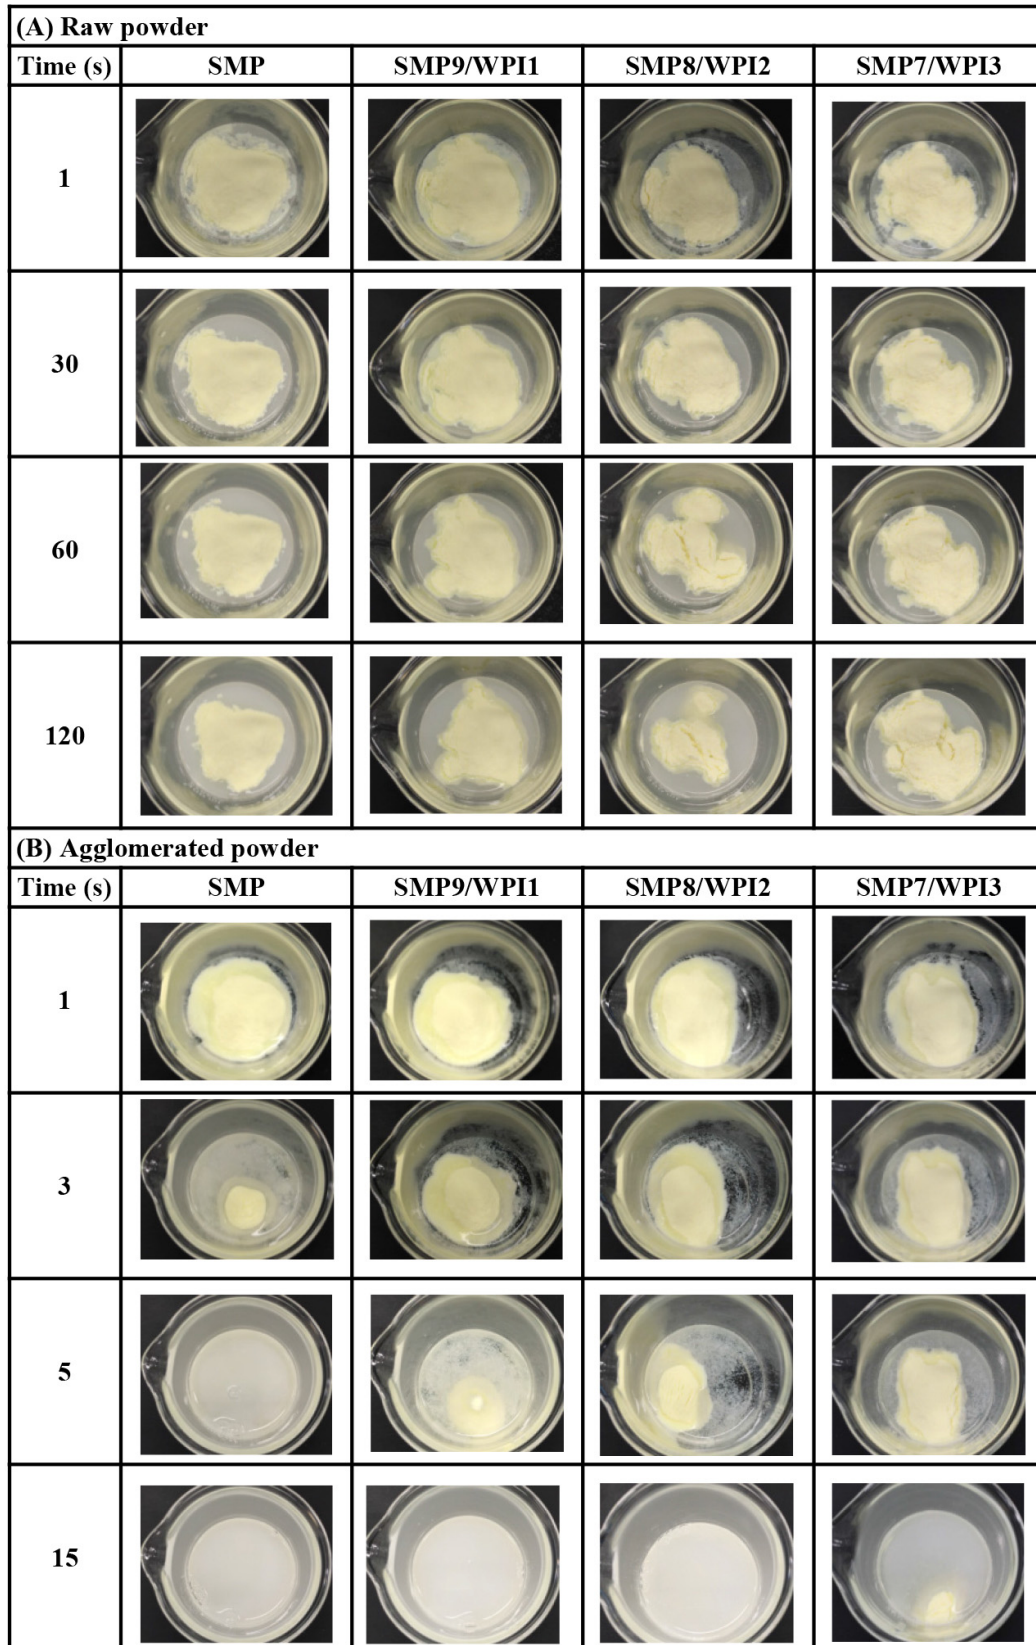 (A) Raw powder
Time (s) SMP SMP9/WPI1 SMP8/WPI2 SMP7/WPI3
1
30
60
120
(B) Agglomerated powder
Time (s) SMP SMP9/WPI1 SMP8/WPI2 SMP7/WPI3
1
3
5
15